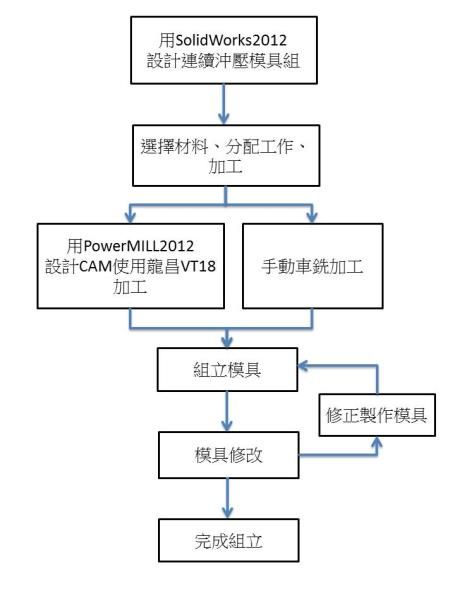 用SolidWorks2012
設計連續沖壓模具組
選擇材料、分配工作、
加工
用PowerMILL2012
設計CAM使用龍昌VT18
加工
手動車銑加工
組立模具
修正製作模具
模具修改
完成組立